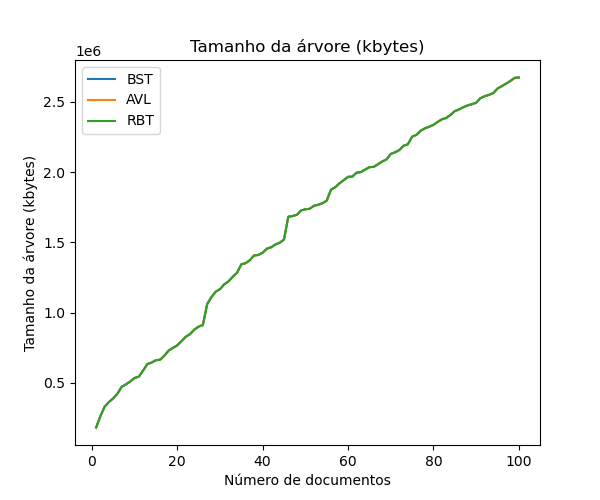 Tamanho da árvore (kbytes)
1e6
BST
AVL
RBT
2.5
2.0
1.5
1.0
0.5
Tamanho da árvore (kbytes)
0 20 40 60 80 100
Número de documentos